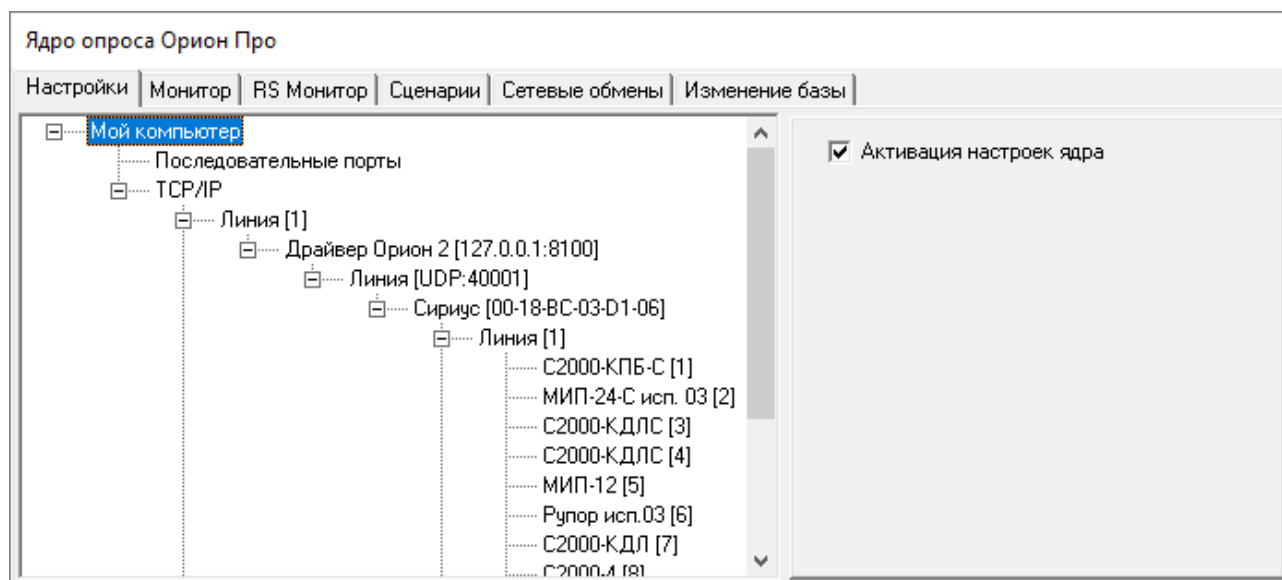 Ядро опроса Орион Про
Настройки Монитор RS Монитор Сценарии Сетевые обмены Изменение базы
Мой компьютер
Активация настроек ядра
Последовательные порты
TCP/IP
Линия [1]
Драйвер Орион 2 [127.0.0.1:8100]
Линия [UDP:40001]
Сириус [00-18-BC-03-D1-06]
Линия [1]
С2000-КПБ-С [1]
МИП-24-С исп. 03 [2]
С2000-КДЛС [3]
С2000-КДЛС [4]
МИП-12 [5]
Рупор исп.03 [6]
С2000-КДЛ [7]
С2000-4 [8]